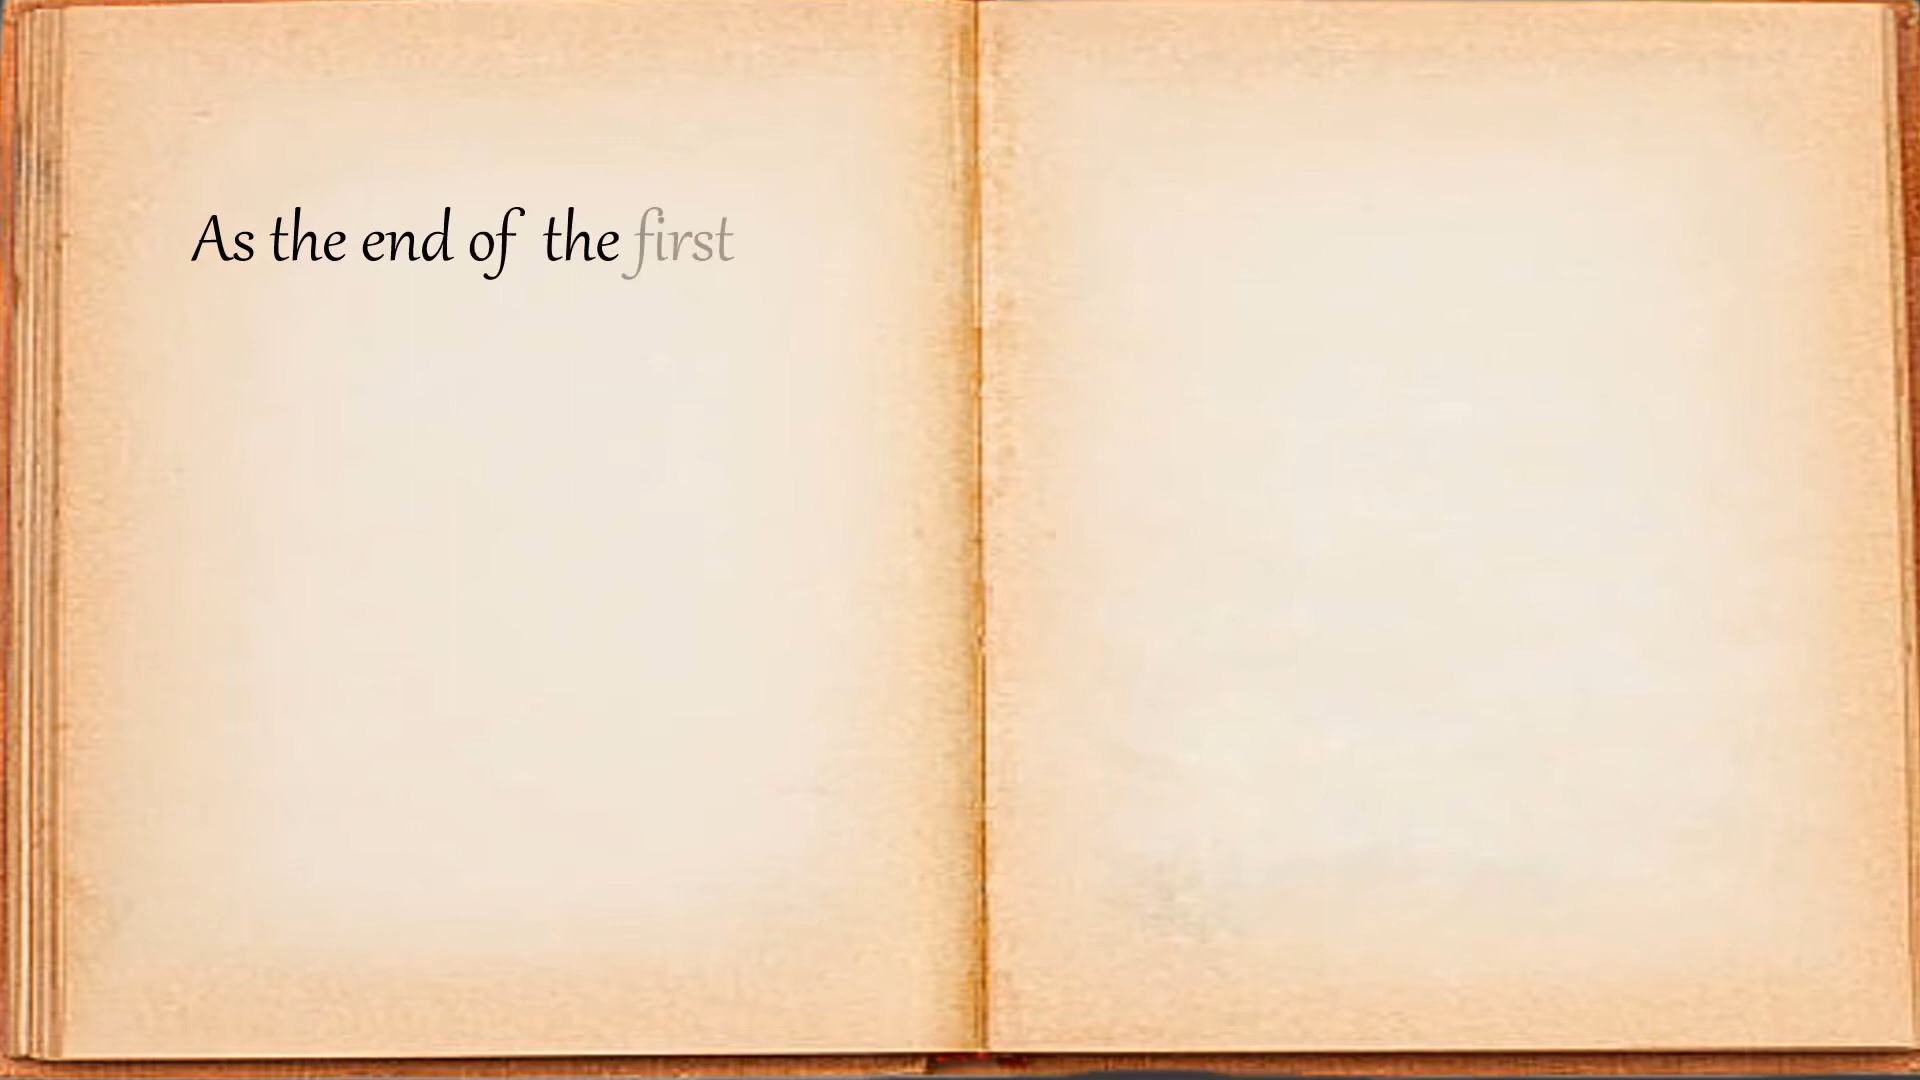 As the end of the first